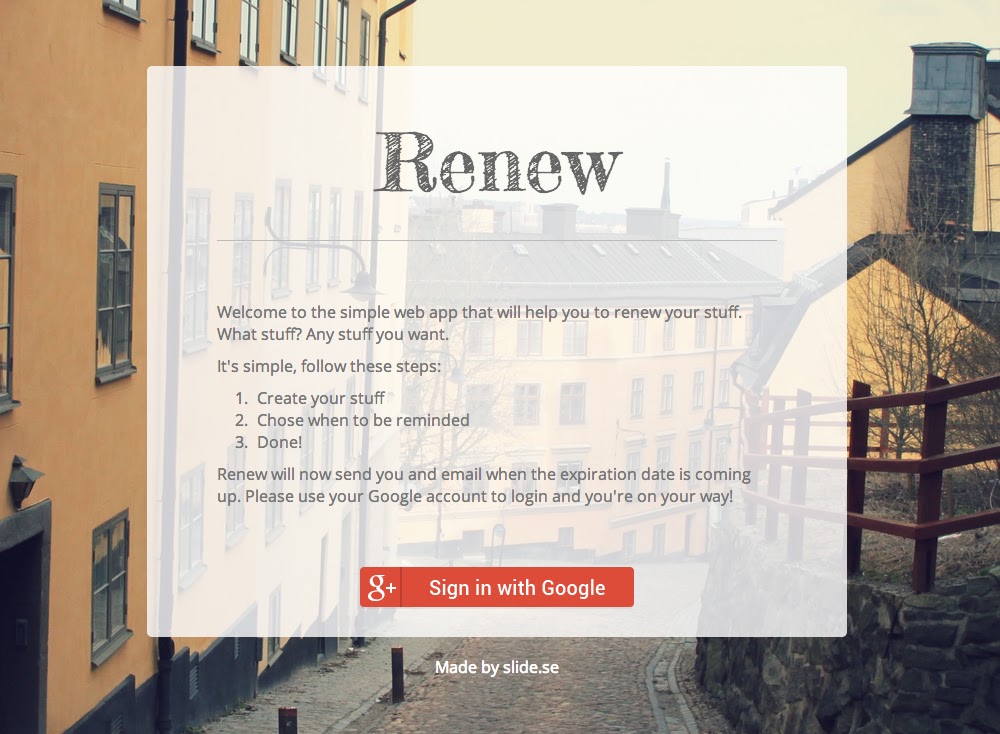 Renew
Welcome to the simple web app that will help you to renew your stuff.
What stuff? Any stuff you want.
It's simple, follow these steps:
1. Create your stuff
2. Chose when to be reminded
3. Done!
Renew will now send you and email when the expiration date is coming
up. Please use your Google account to login and you're on your way!
g+ Sign in with Google
Made by slide.se